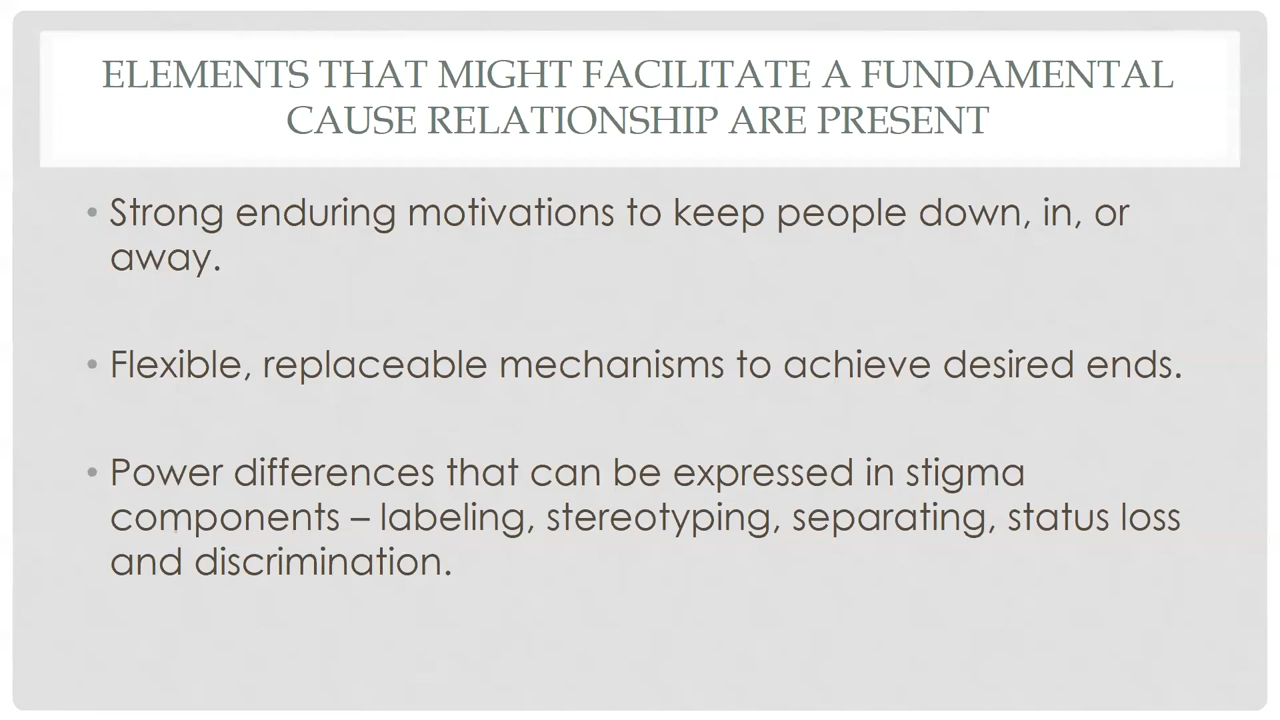 ELEMENTS THAT MIGHT FACILITATE A FUNDAMENTAL
CAUSE RELATIONSHIP ARE PRESENT
• Strong enduring motivations to keep people down, in, or
away.
• Flexible, replaceable mechanisms to achieve desired ends.
• Power differences that can be expressed in stigma
components – labeling, stereotyping, separating, status loss
and discrimination.